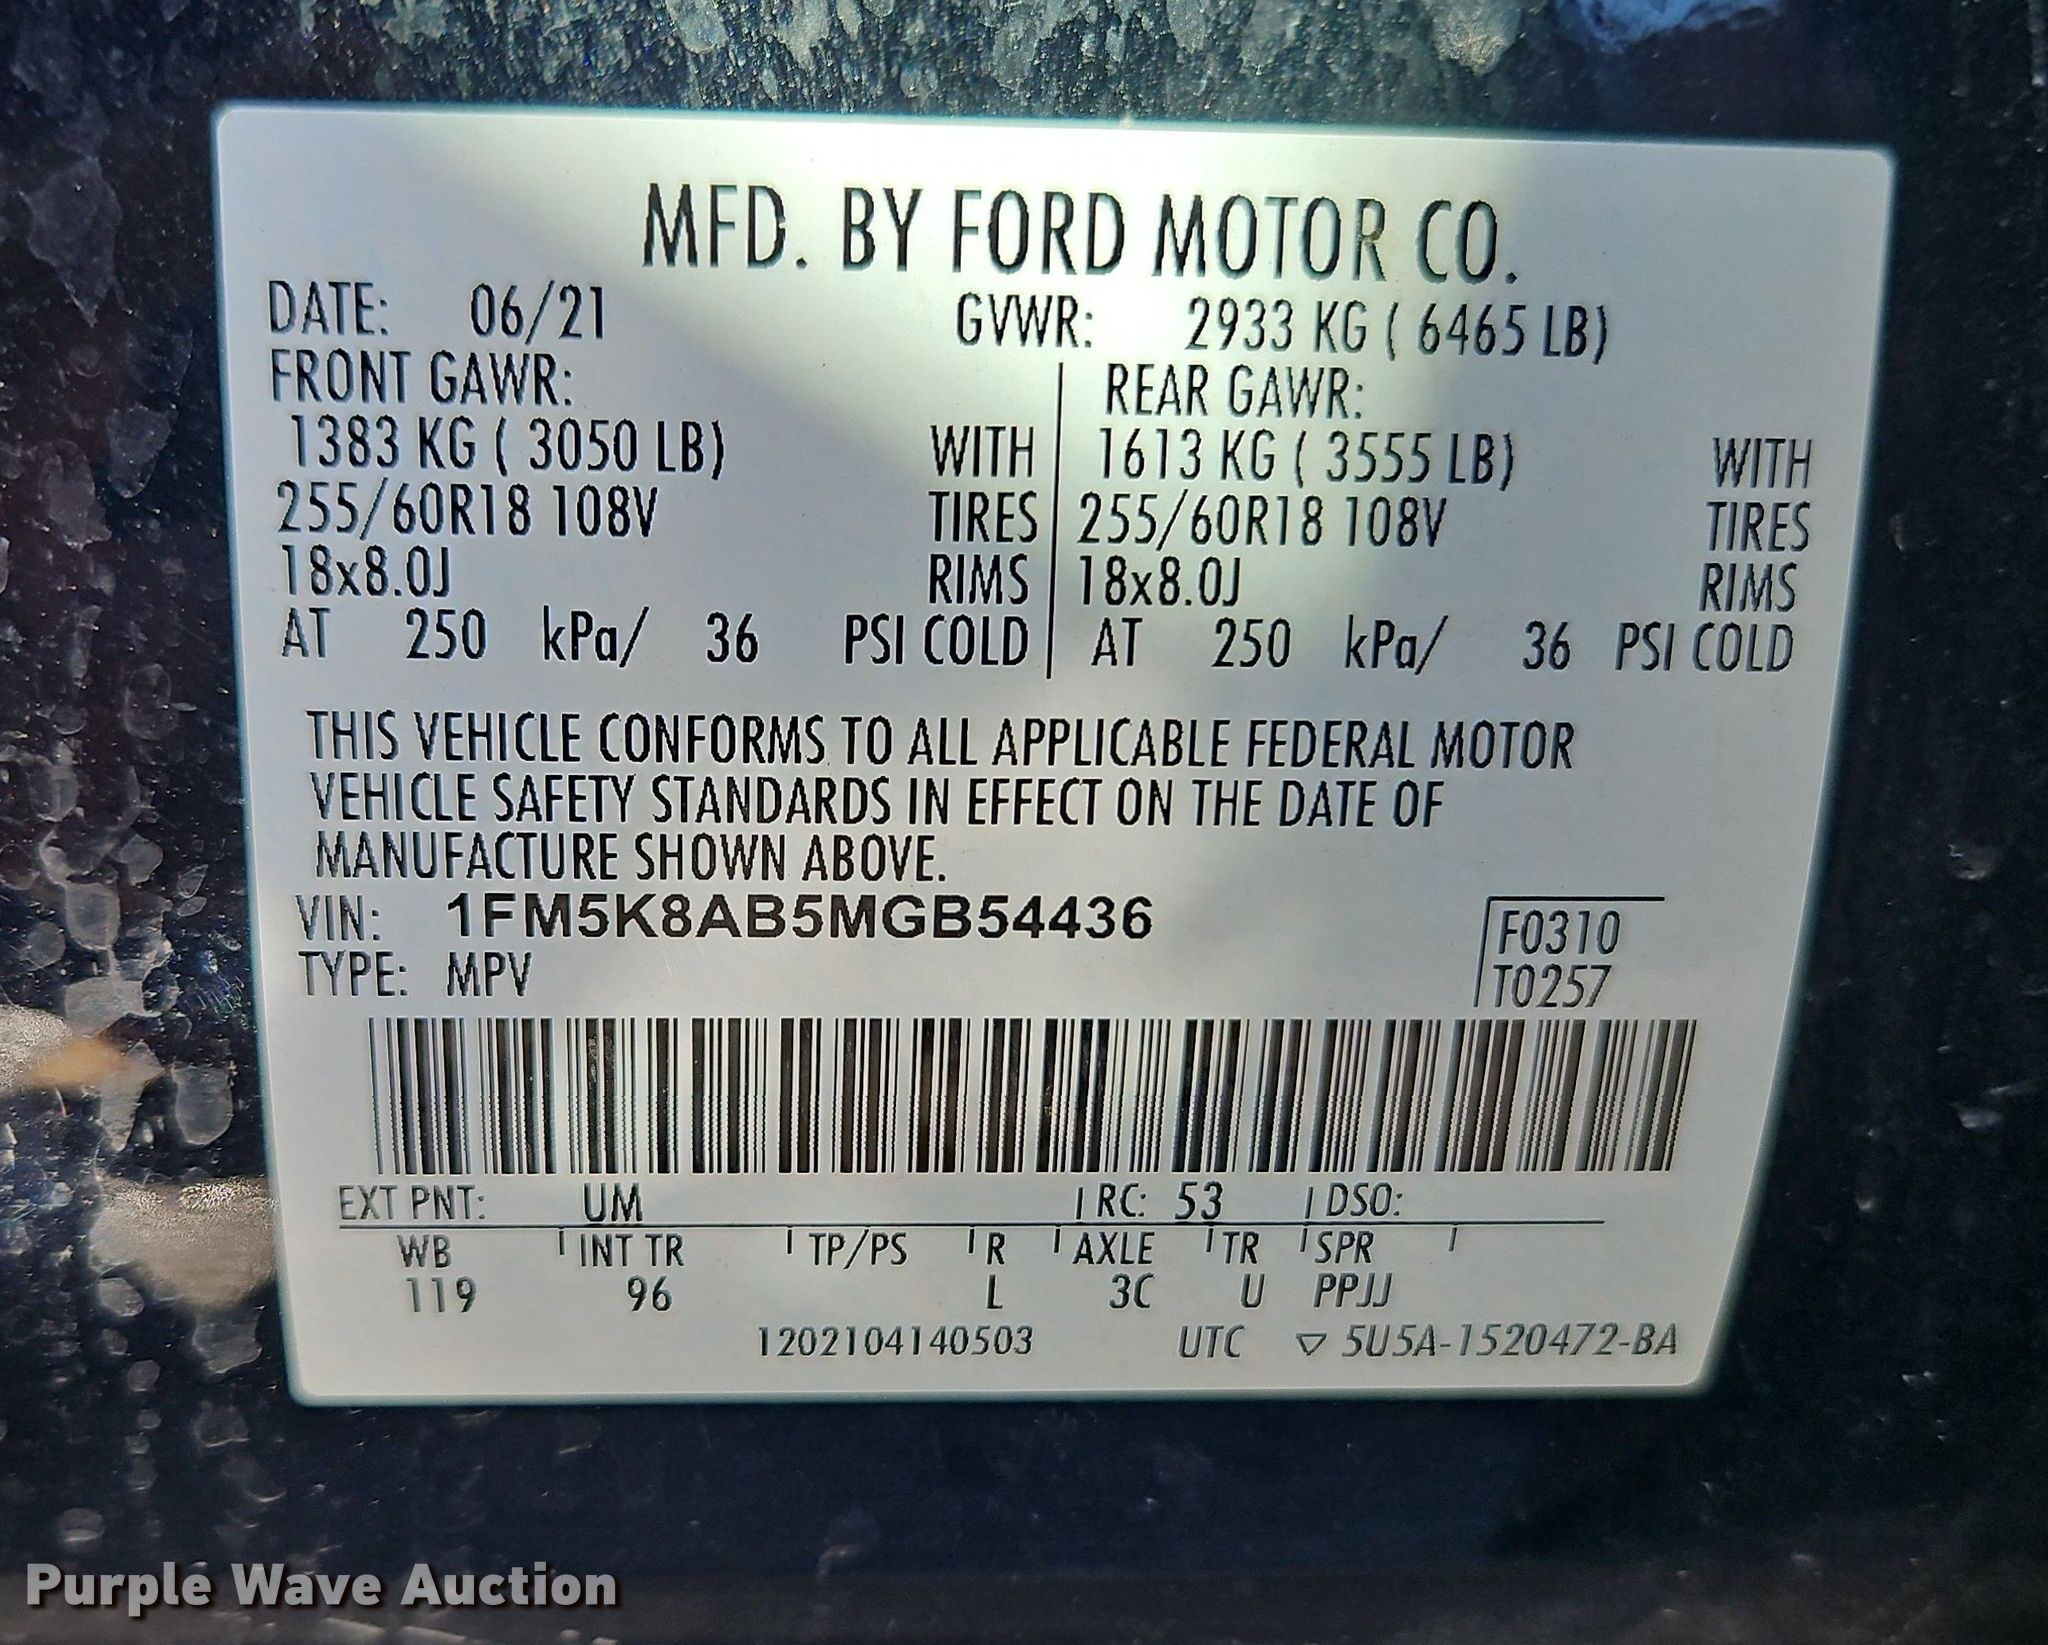 MFD. BY FORD MOTOR CO.
DATE: 06/21 GVWR: 2933 KG ( 6465 LB)
FRONT GAWR: REAR GAWR:
1383 KG ( 3050 LB) WITH 1613 KG ( 3555 LB) WITH
255/60R18 108V TIRES 255/60R18 108V TIRES
18x8.0J RIMS 18x8.0J RIMS
AT 250 kPa/ 36 PSI COLD AT 250 kPa/ 36 PSI COLD
THIS VEHICLE CONFORMS TO ALL APPLICABLE FEDERAL MOTOR
VEHICLE SAFETY STANDARDS IN EFFECT ON THE DATE OF
MANUFACTURE SHOWN ABOVE.
VIN: 1FM5K8AB5MGB54436 F0310
TYPE: MPV T0257
EXT PNT: UM RC: 53 DSO:
WB INT TR TP/PS R AXLE TR SPR
119 96 L 3C U PPJJ
1202104140503 UTC ▽ 5U5A-1520472-BA
Purple Wave Auction